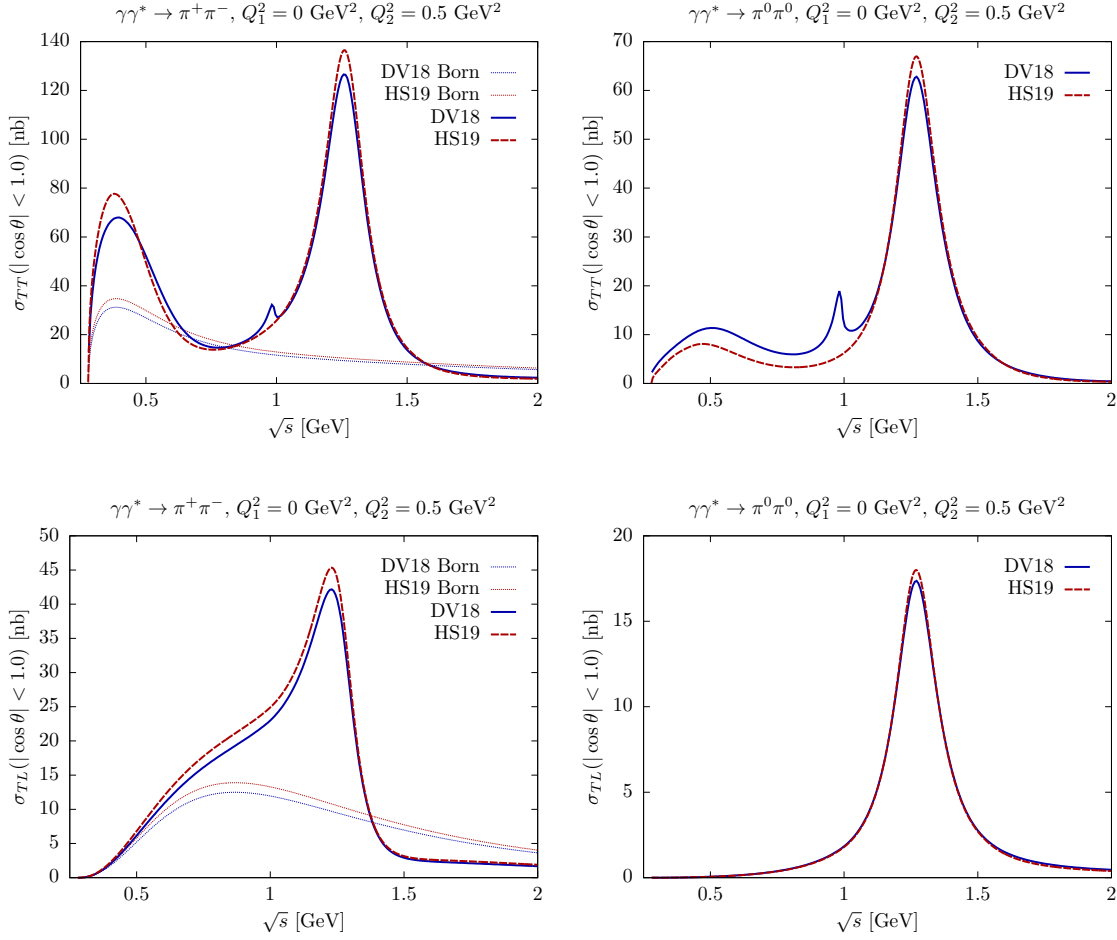 γγ* → π⁺π⁻, Q₁² = 0 GeV², Q₂² = 0.5 GeV²
σ_TT(| cos θ| < 1.0) [nb]
140
120
100
80
60
40
20
0
DV18 Born
HS19 Born
DV18
HS19
0.5 1 1.5 2
√s [GeV]
γγ* → π⁰π⁰, Q₁² = 0 GeV², Q₂² = 0.5 GeV²
σ_TT(| cos θ| < 1.0) [nb]
70
60
50
40
30
20
10
0
DV18
HS19
0.5 1 1.5 2
√s [GeV]
γγ* → π⁺π⁻, Q₁² = 0 GeV², Q₂² = 0.5 GeV²
σ_TL(| cos θ| < 1.0) [nb]
50
45
40
35
30
25
20
15
10
5
0
DV18 Born
HS19 Born
DV18
HS19
0.5 1 1.5 2
√s [GeV]
γγ* → π⁰π⁰, Q₁² = 0 GeV², Q₂² = 0.5 GeV²
σ_TL(| cos θ| < 1.0) [nb]
20
15
10
5
0
DV18
HS19
0.5 1 1.5 2
√s [GeV]